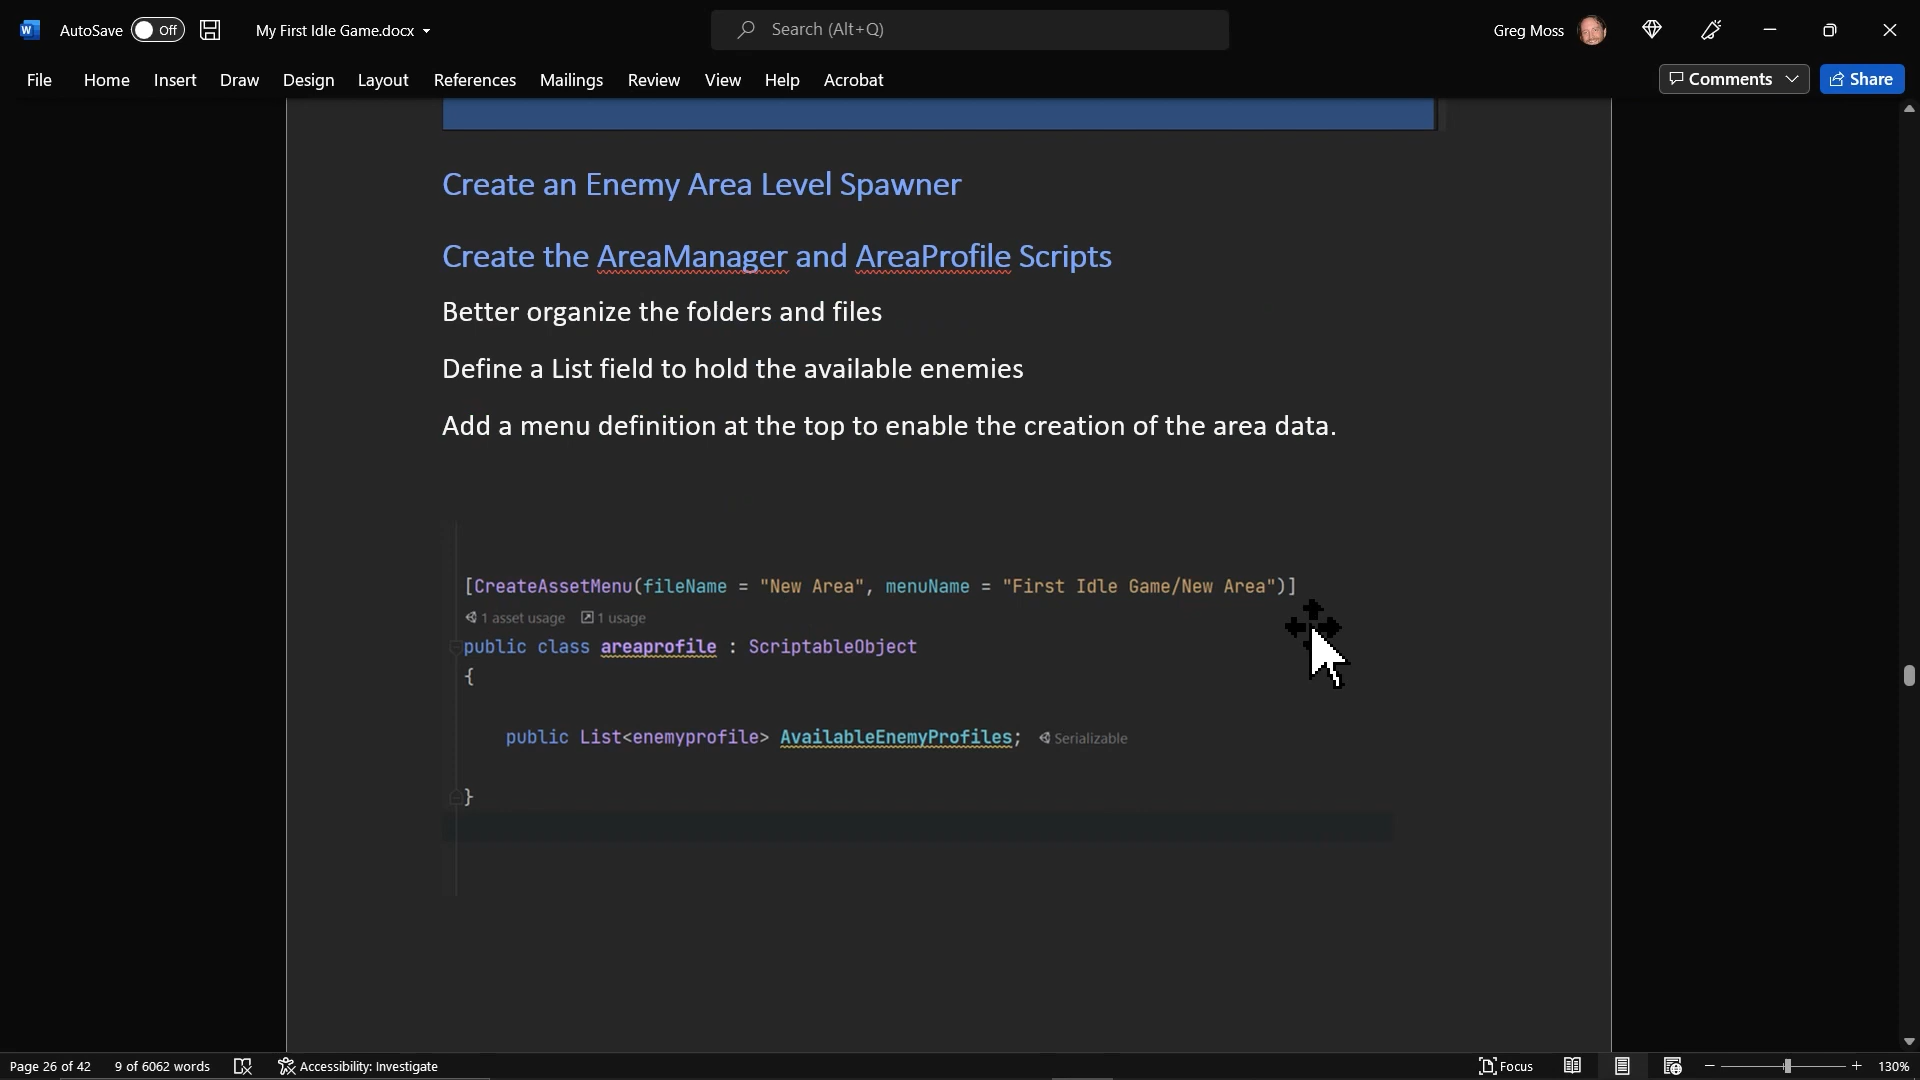 AutoSave Off My First Idle Game.docx Search (Alt+Q) Greg Moss
File Home Insert Draw Design Layout References Mailings Review View Help Acrobat Comments Share
Create an Enemy Area Level Spawner
Create the AreaManager and AreaProfile Scripts
Better organize the folders and files
Define a List field to hold the available enemies
Add a menu definition at the top to enable the creation of the area data.
[CreateAssetMenu(fileName = "New Area", menuName = "First Idle Game/New Area")]
1 asset usage 1 usage
public class areaprofile : ScriptableObject
{
public List<enemyprofile> AvailableEnemyProfiles; Serializable
}
Page 26 of 42 9 of 6062 words Accessibility: Investigate Focus 130%